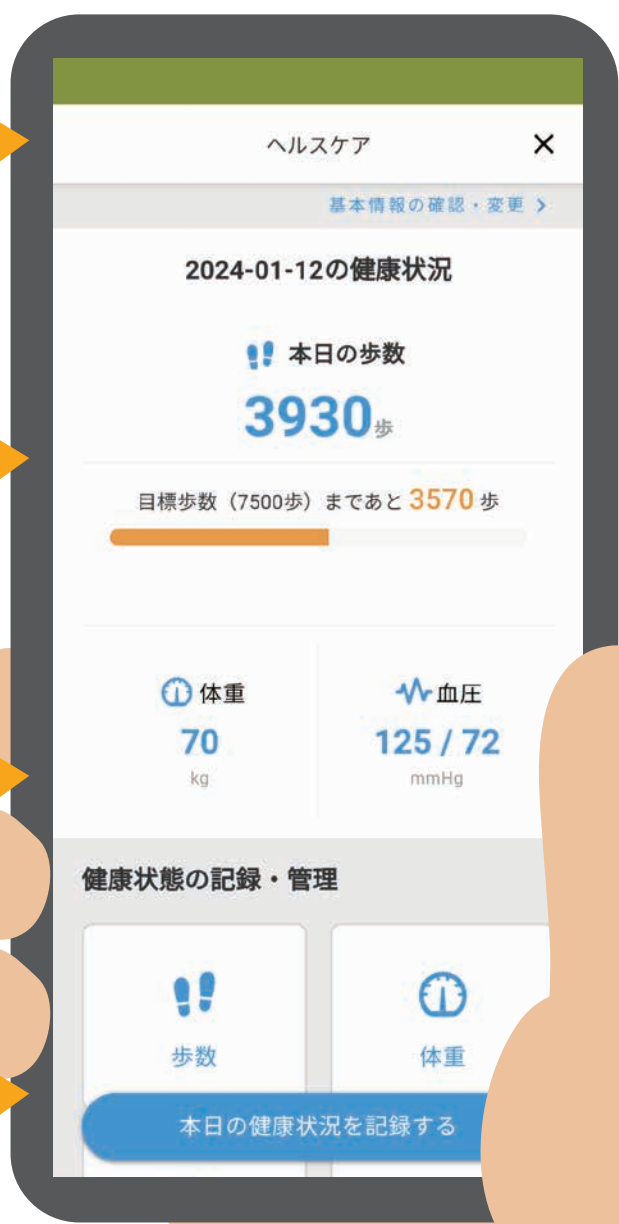 ヘルスケア ×
基本情報の確認・変更 >
2024-01-12の健康状況
本日の歩数
3930歩
目標歩数（7500歩）まであと 3570 歩
体重 血圧
70 125 / 72
kg mmHg
健康状態の記録・管理
歩数 体重
本日の健康状況を記録する